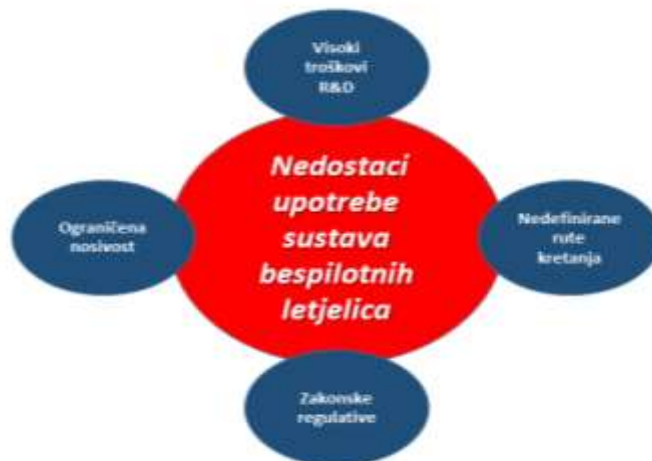 Visoki
troškovi
R&D
Nedostaci
upotrebe
sustava
bespilotnih
letjelica
Ograničena
nosivost
Nedefinirane
rute
kretanja
Zakonske
regulative